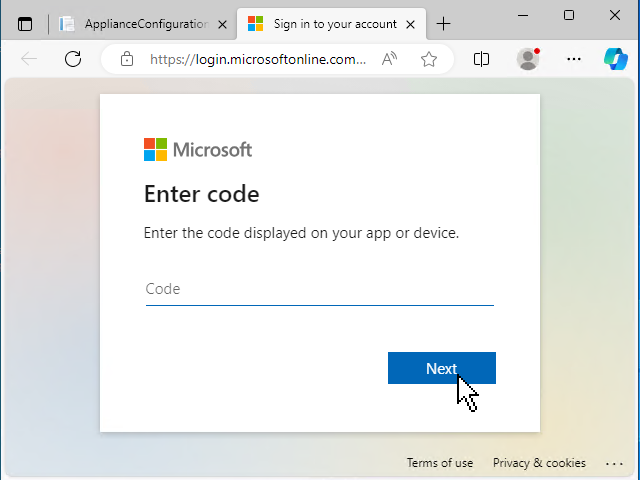 ApplianceConfiguration
Sign in to your account
https://login.microsoftonline.com...
Microsoft
Enter code
Enter the code displayed on your app or device.
Code
Next
Terms of use
Privacy & cookies